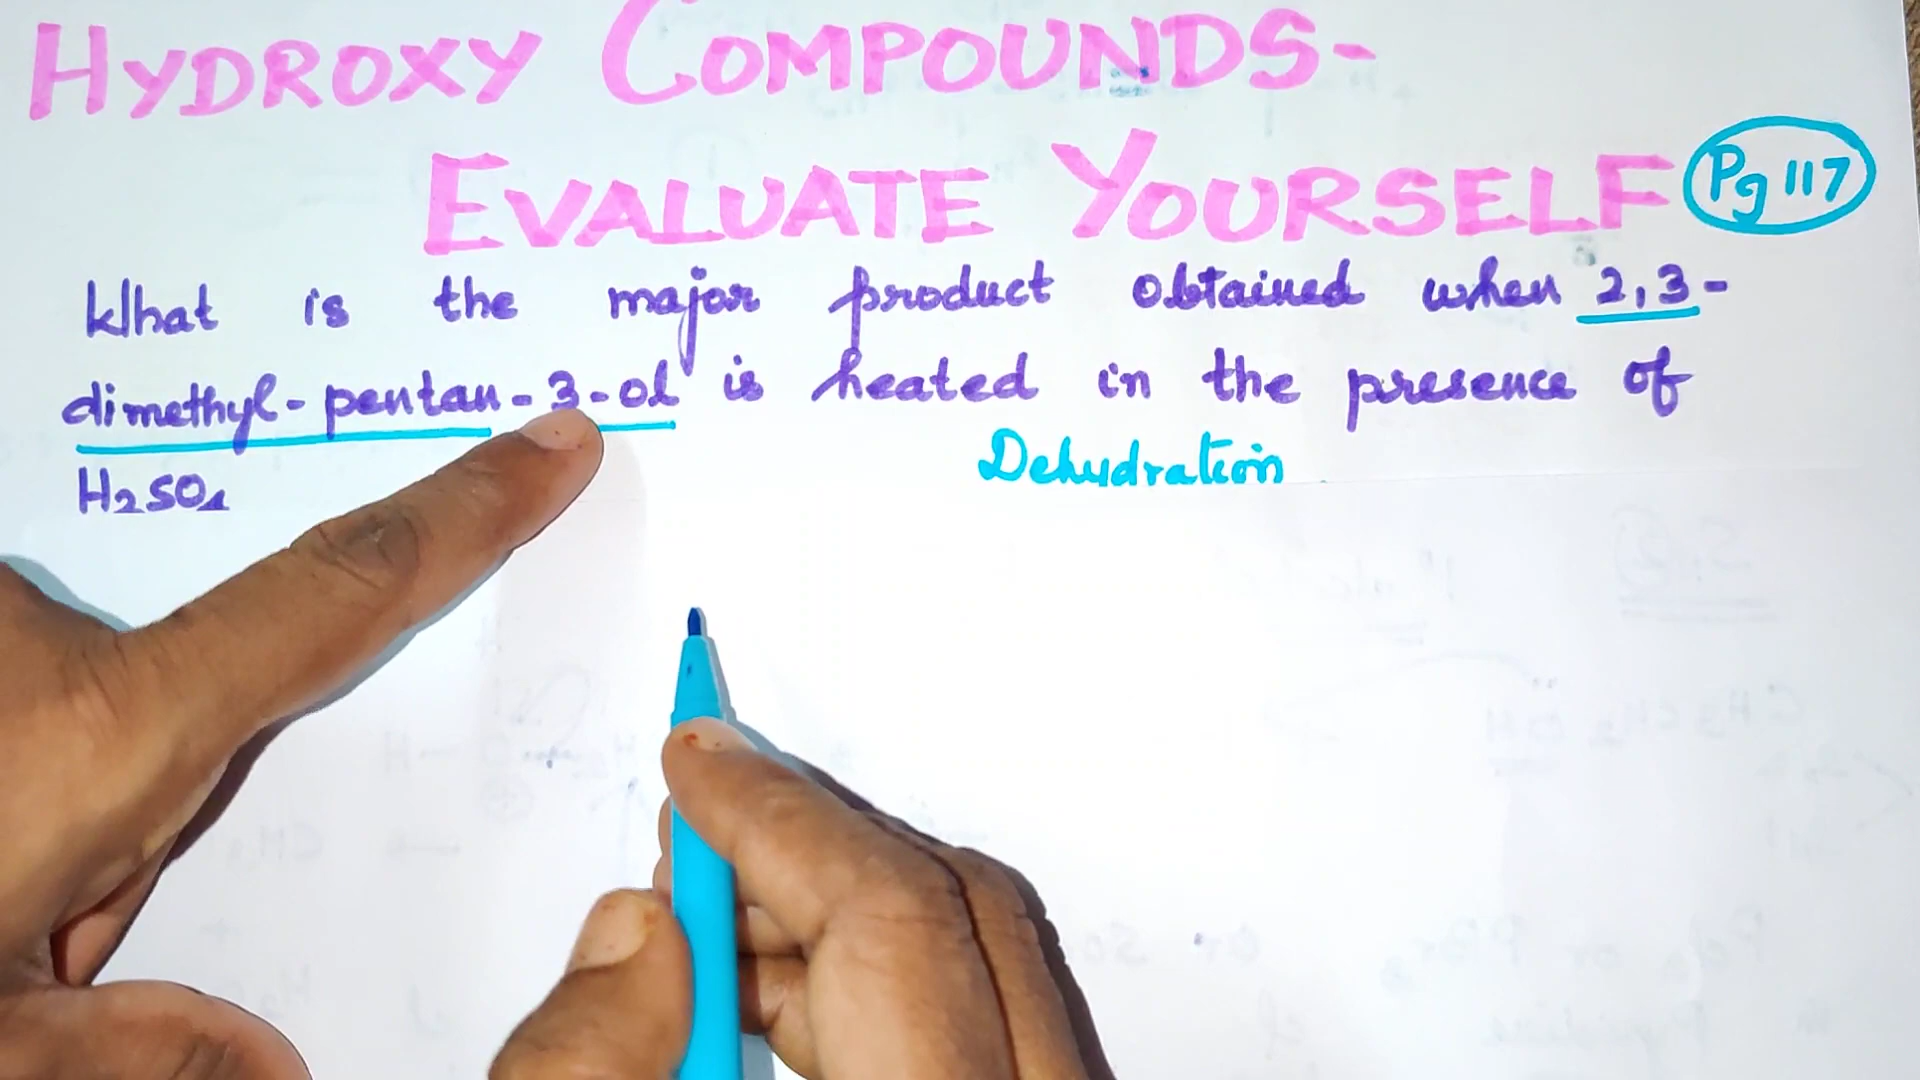 HYDROXY COMPOUNDS-
EVALUATE YOURSELF Pg 117
What is the major product obtained when 2,3-
dimethyl - pentan - 3 - ol is heated in the presence of
Dehydration
H2SO4